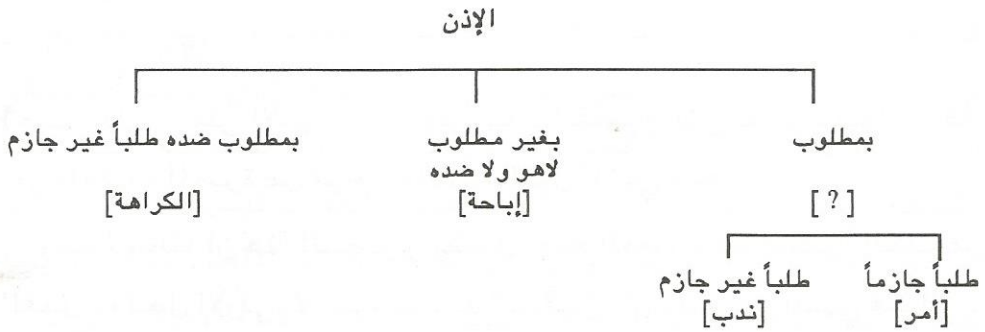 الإذن
بمطلوب
بغير مطلوب
لاهو ولا ضده
بمطلوب ضده طلباً غير جازم
[ ? ]
[إباحة]
[الكراهة]
طلباً جازماً
طلباً غير جازم
[أمر]
[ندب]